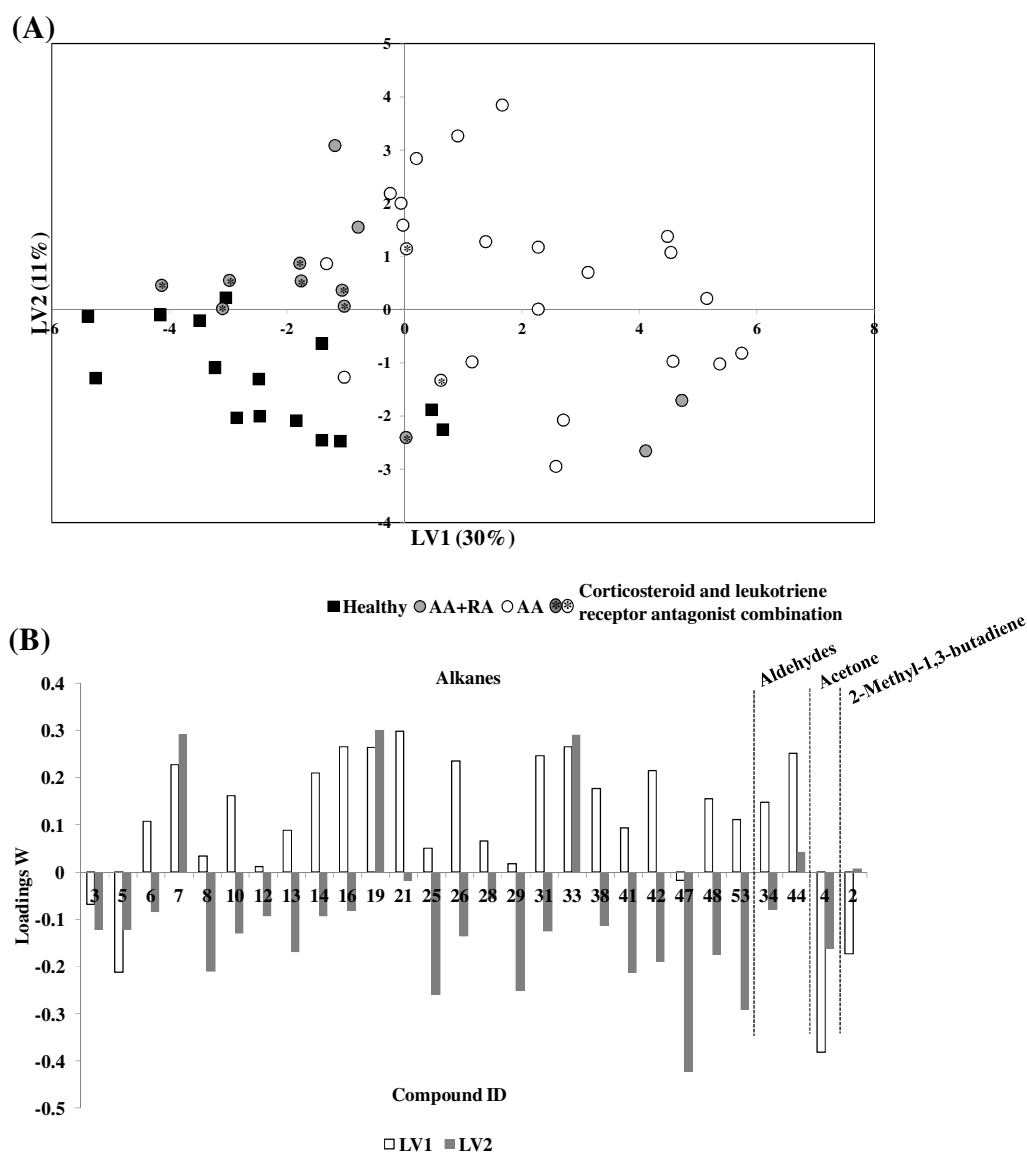 (A)
5
4
3
2
1
0
-1
-2
-3
-4
-6 -4 -2 0 2 4 6 8
LV2 (11%)
LV1 (30%)
Healthy AA+RA AA Corticosteroid and leukotriene
receptor antagonist combination
(B)
Alkanes
Aldehydes
Acetone
2-Methyl-1,3-butadiene
0.4
0.3
0.2
0.1
0
-0.1
-0.2
-0.3
-0.4
-0.5
Loadings W
3 5 6 7 8 10 12 13 14 16 19 21 25 26 28 29 31 33 38 41 42 47 48 53 34 44 4 2
Compound ID
LV1 LV2